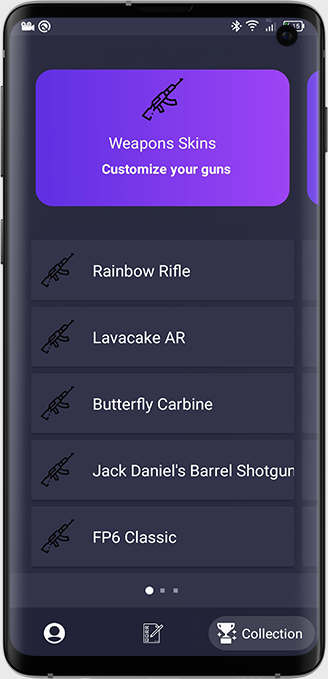 Weapons Skins
Customize your guns
Rainbow Rifle
Lavacake AR
Butterfly Carbine
Jack Daniel's Barrel Shotgun
FP6 Classic
Collection